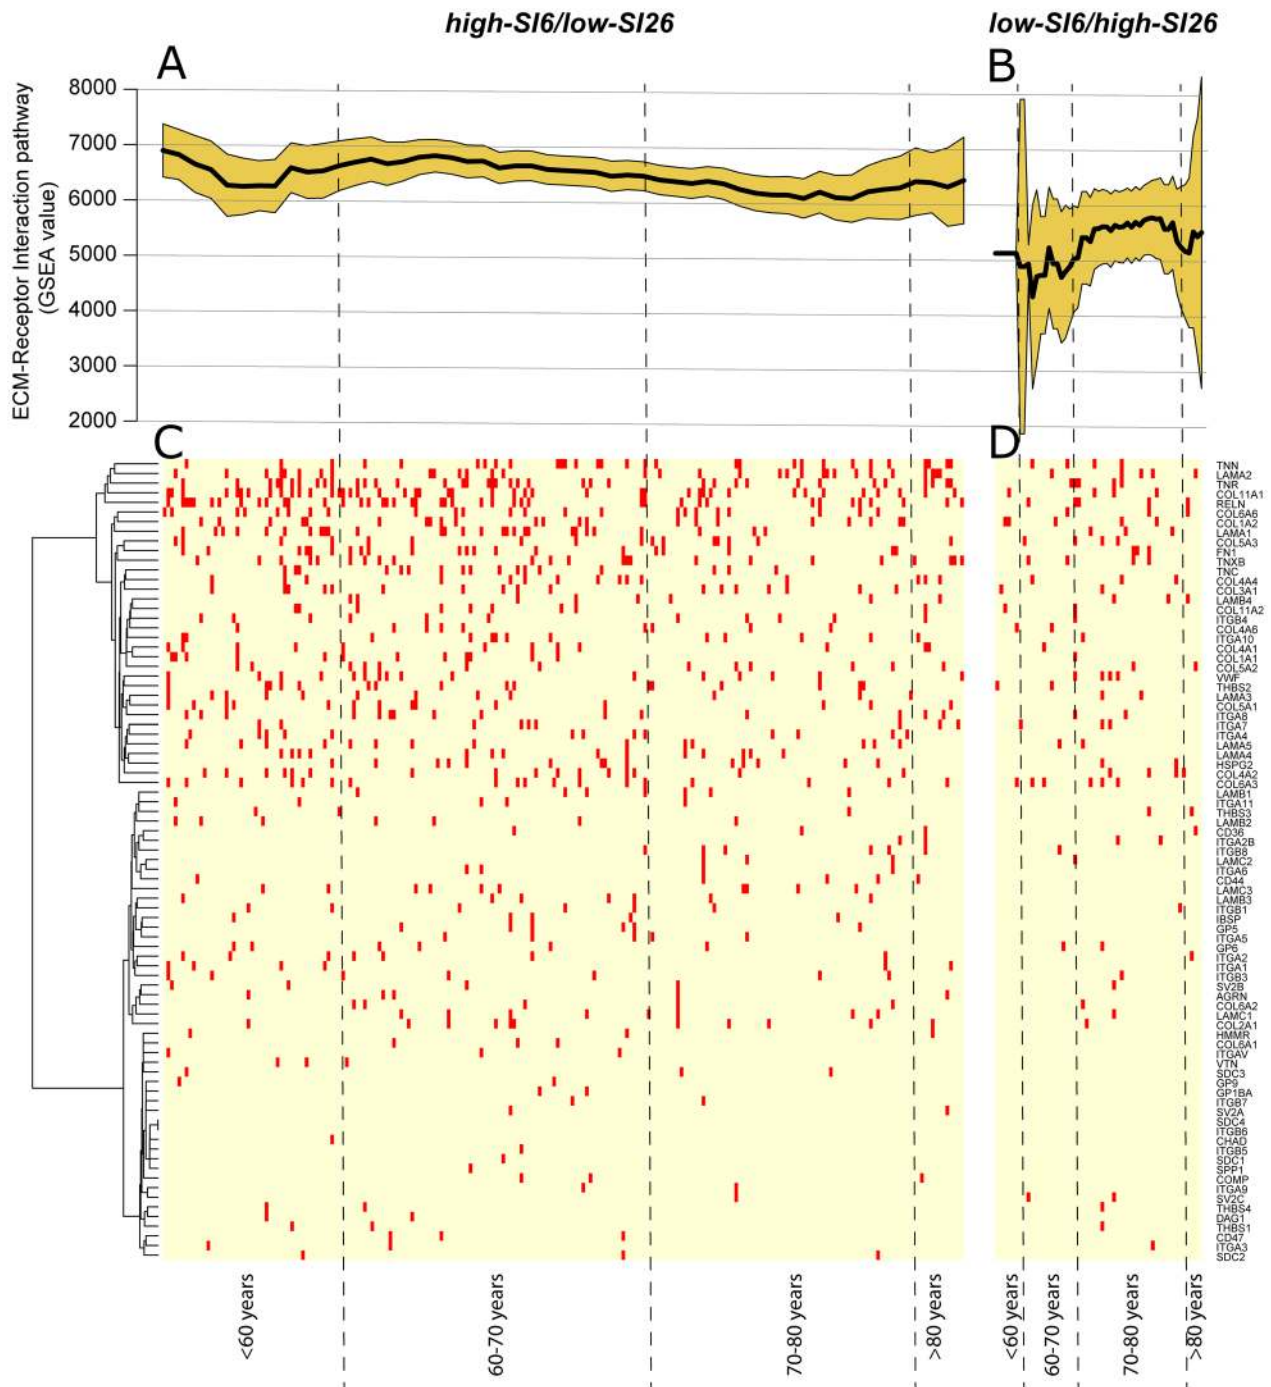 high-SI6/low-SI26
low-SI6/high-SI26
A
B
ECM-Receptor Interaction pathway
(GSEA value)
8000
7000
6000
5000
4000
3000
2000
C
D
TNN
LAMA2
TNR
COL11A1
RELN
COL6A6
COL1A2
LAMA1
COL5A3
FN1
TNXB
TNC
COL4A4
COL3A1
LAMB4
COL11A2
ITGB4
COL4A6
ITGA10
COL4A1
COL1A1
COL5A2
VWF
THBS2
LAMA3
COL5A1
ITGA8
ITGA7
ITGA4
LAMA5
LAMA4
HSPG2
COL4A2
COL6A3
LAMB1
ITGA11
THBS3
LAMB2
CD36
ITGA2B
ITGB8
LAMC2
ITGA6
CD44
LAMC3
LAMB3
ITGB1
IBSP
GP5
ITGA5
GP6
ITGA2
ITGA1
ITGB3
SV2B
AGRN
COL6A2
LAMC1
COL2A1
HMMR
COL6A1
ITGAV
VTN
SDC3
GP9
GP1BA
ITGB7
SV2A
SDC4
ITGB6
CHAD
ITGB5
SDC1
SPP1
COMP
ITGA9
SV2C
THBS4
DAG1
THBS1
CD47
ITGA3
SDC2
<60 years
60-70 years
70-80 years
>80 years
<60 years
60-70 years
70-80 years
>80 years